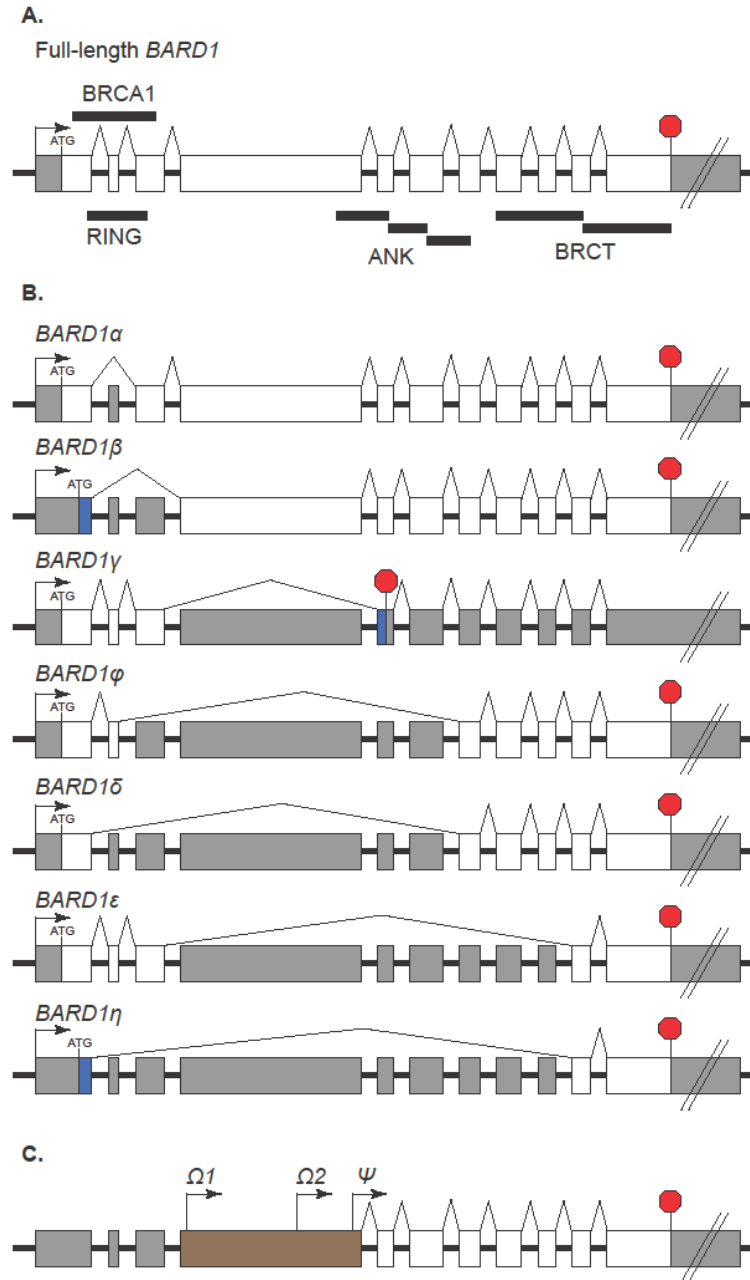 A.
Full-length BARD1
BRCA1
ATG
RING
ANK
BRCT
B.
BARD1α
ATG
BARD1β
ATG
BARD1γ
ATG
BARD1φ
ATG
BARD1δ
ATG
BARD1ε
ATG
BARD1η
ATG
C.
Ω1 Ω2 Ψ